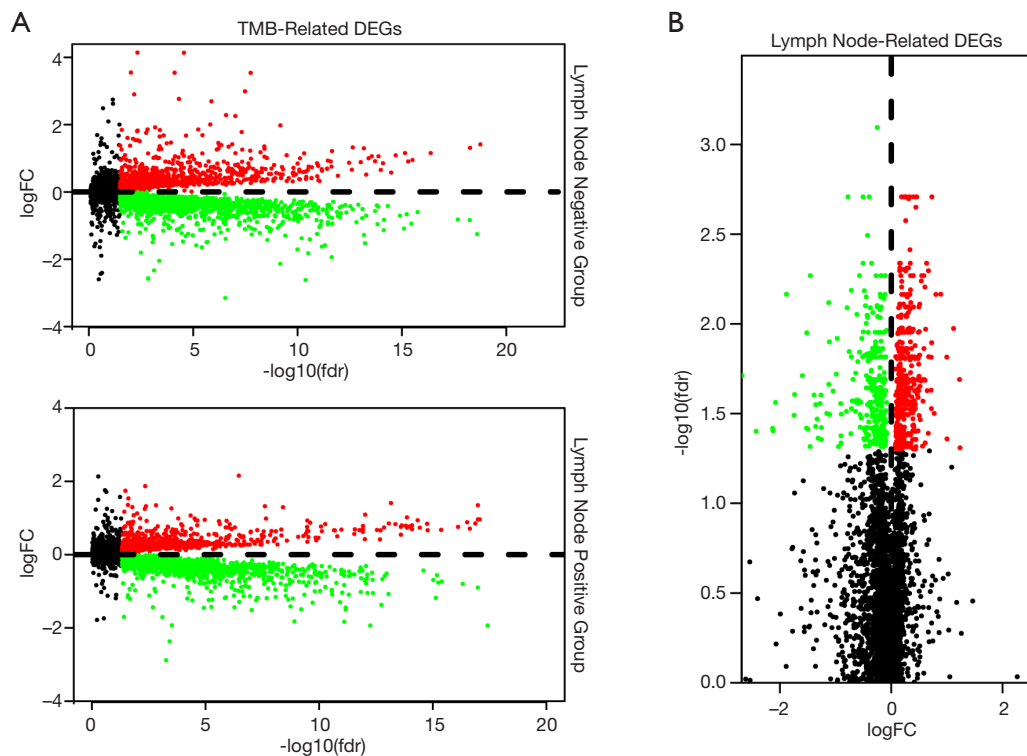 A
TMB-Related DEGs
4
2
0
−2
−4
logFC
0
5
10
15
20
-log10(fdr)
Lymph Node Negative Group
4
2
0
−2
−4
logFC
0
5
10
15
20
-log10(fdr)
Lymph Node Positive Group
B
Lymph Node-Related DEGs
3.0
2.5
2.0
1.5
1.0
0.5
0.0
-log10(fdr)
−2
0
2
logFC